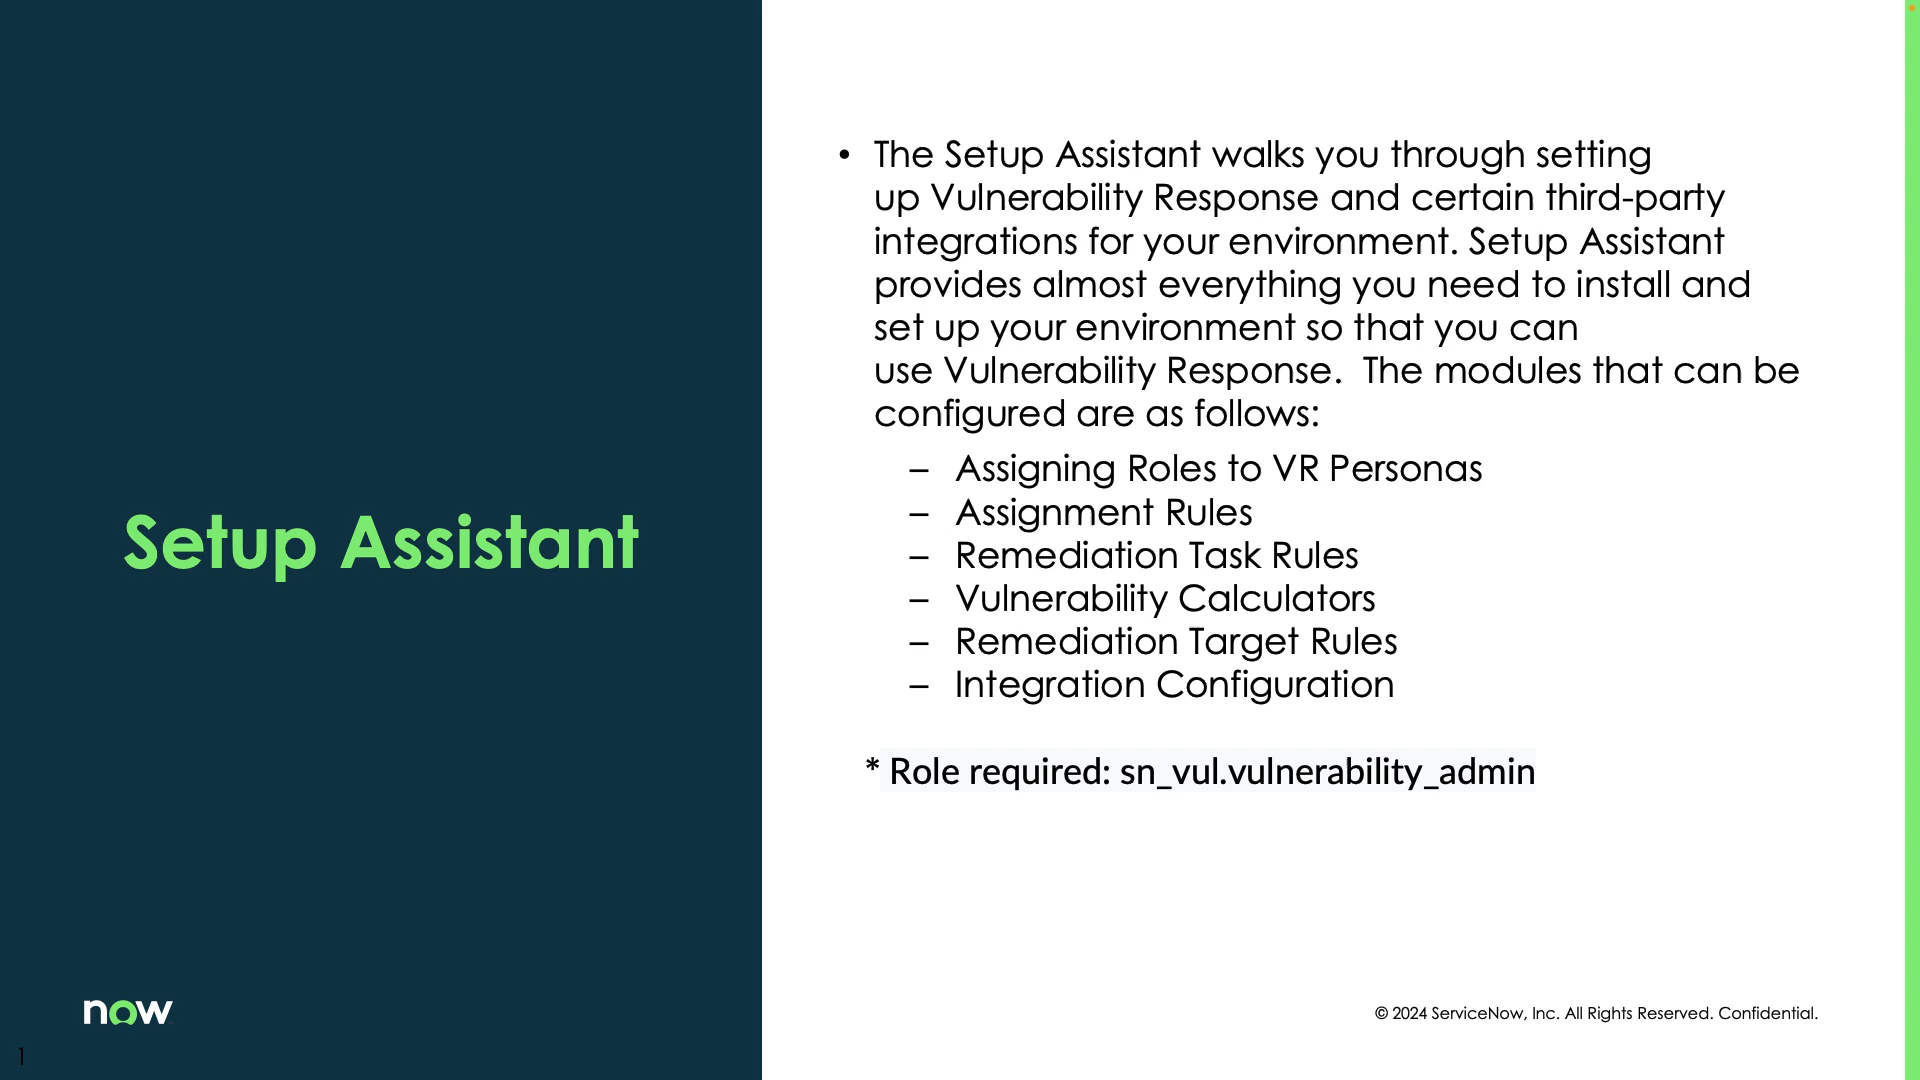 Setup Assistant
• The Setup Assistant walks you through setting
up Vulnerability Response and certain third-party
integrations for your environment. Setup Assistant
provides almost everything you need to install and
set up your environment so that you can
use Vulnerability Response.  The modules that can be
configured are as follows:
– Assigning Roles to VR Personas
– Assignment Rules
– Remediation Task Rules
– Vulnerability Calculators
– Remediation Target Rules
– Integration Configuration
* Role required: sn_vul.vulnerability_admin
now
© 2024 ServiceNow, Inc. All Rights Reserved. Confidential.
1